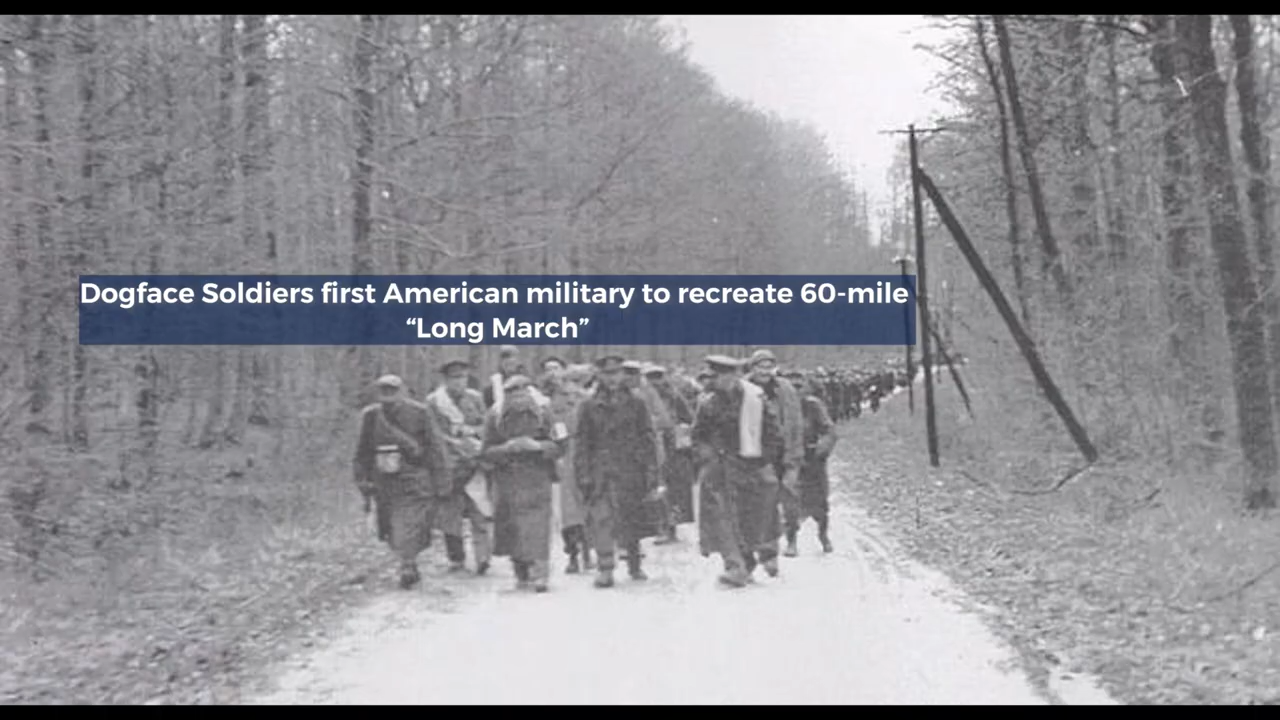 Dogface Soldiers first American military to recreate 60-mile
“Long March”